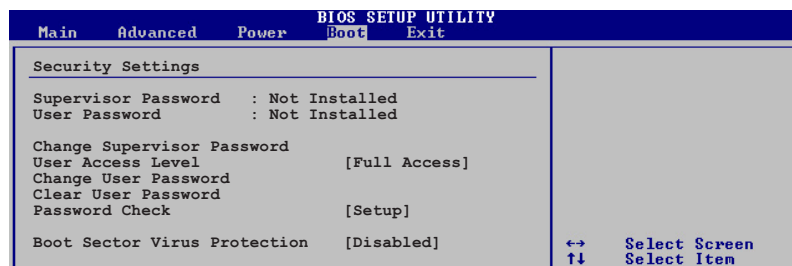 BIOS SETUP UTILITY
Main Advanced Power Boot Exit
Security Settings
Supervisor Password : Not Installed
User Password : Not Installed
Change Supervisor Password
User Access Level [Full Access]
Change User Password
Clear User Password
Password Check [Setup]
Boot Sector Virus Protection [Disabled]
←→ Select Screen
↑↓ Select Item